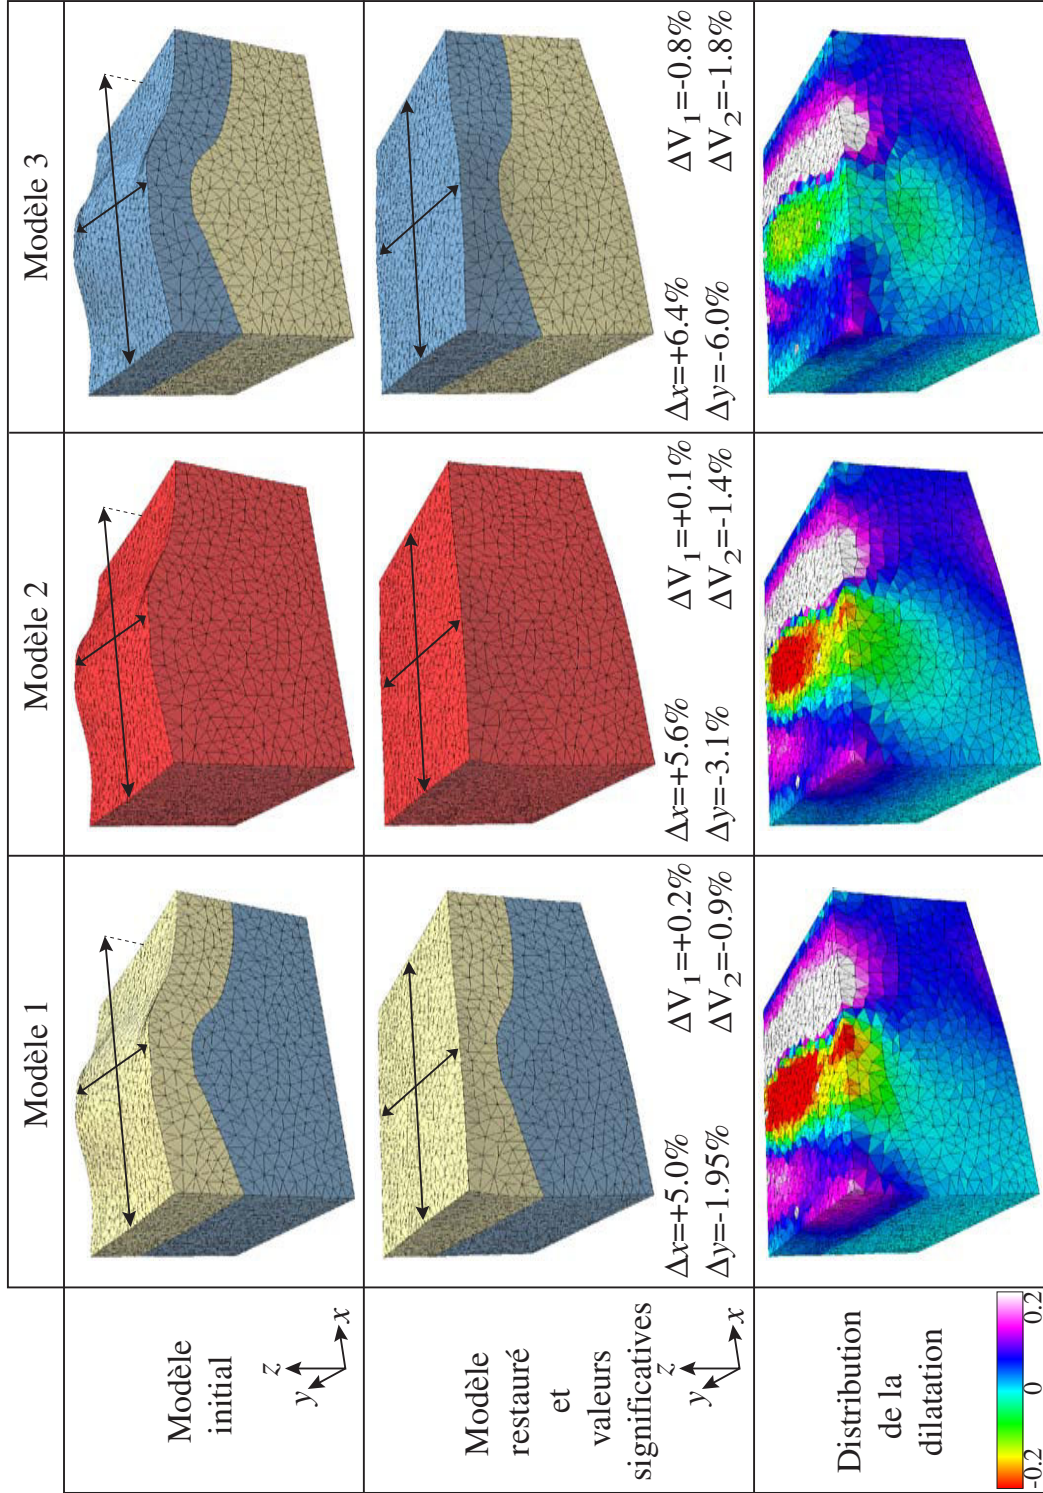 Modèle 1
Modèle 2
Modèle 3
Modèle
initial
z
y
x
Modèle
restauré
et
valeurs
significatives
z
y
x
Δx=+5.0%
ΔV1=+0.2%
Δy=-1.95%
ΔV2=-0.9%
Δx=+5.6%
ΔV1=+0.1%
Δy=-3.1%
ΔV2=-1.4%
Δx=+6.4%
ΔV1=-0.8%
Δy=-6.0%
ΔV2=-1.8%
Distribution
de la
dilatation
-0.2
0
0.2